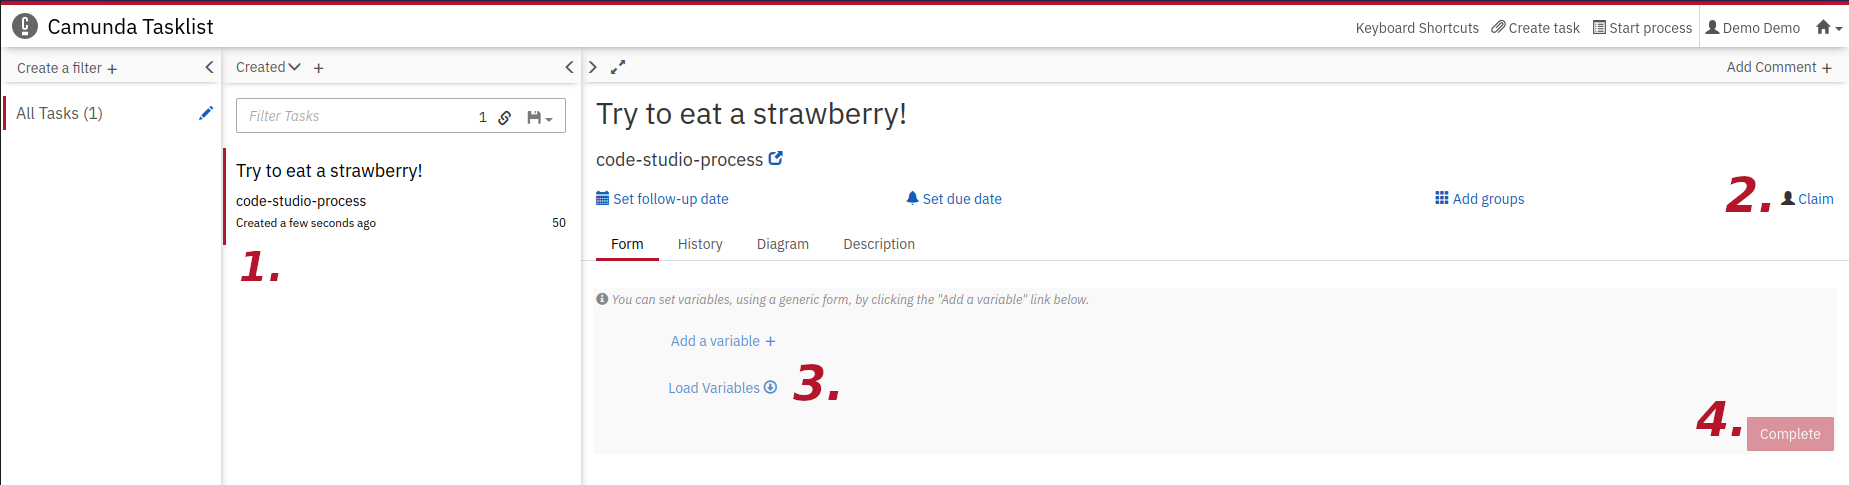 Camunda Tasklist
Keyboard Shortcuts Create task Start process Demo Demo
Create a filter +
Created +
Add Comment +
All Tasks (1)
Filter Tasks 1
Try to eat a strawberry!
code-studio-process
Created a few seconds ago 50
1.
Try to eat a strawberry!
code-studio-process
Set follow-up date Set due date Add groups 2. Claim
Form History Diagram Description
You can set variables, using a generic form, by clicking the "Add a variable" link below.
Add a variable +
Load Variables 3.
4. Complete